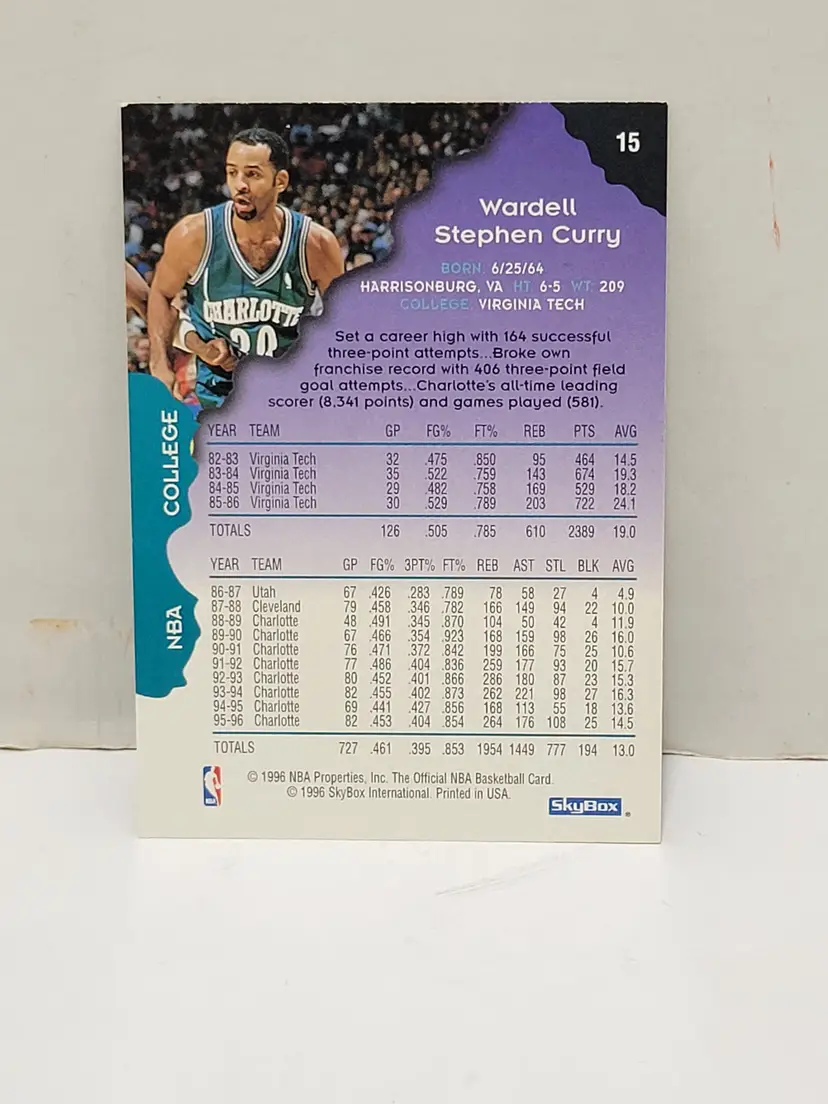 15
CHARLOTTE
30
Wardell
Stephen Curry
BORN: 6/25/64
HARRISONBURG, VA HT: 6-5 WT: 209
COLLEGE: VIRGINIA TECH
Set a career high with 164 successful
three-point attempts...Broke own
franchise record with 406 three-point field
goal attempts...Charlotte's all-time leading
scorer (8,341 points) and games played (581).
COLLEGE
YEAR TEAM GP FG% FT% REB PTS AVG
82-83 Virginia Tech 32 .475 .850 95 464 14.5
83-84 Virginia Tech 35 .522 .759 143 674 19.3
84-85 Virginia Tech 29 .482 .758 169 529 18.2
85-86 Virginia Tech 30 .529 .789 203 722 24.1
TOTALS 126 .505 .785 610 2389 19.0
NBA
YEAR TEAM GP FG% 3PT% FT% REB AST STL BLK AVG
86-87 Utah 67 .426 .283 .789 78 58 27 4 4.9
87-88 Cleveland 79 .458 .346 .782 166 149 94 22 10.0
88-89 Charlotte 48 .491 .345 .870 104 50 42 4 11.9
89-90 Charlotte 67 .466 .354 .923 168 159 98 26 16.0
90-91 Charlotte 76 .471 .372 .842 199 166 75 25 10.6
91-92 Charlotte 77 .486 .404 .836 259 177 93 20 15.7
92-93 Charlotte 80 .452 .401 .866 286 180 87 23 15.3
93-94 Charlotte 82 .455 .402 .873 262 221 98 27 16.3
94-95 Charlotte 69 .441 .427 .856 168 113 55 18 13.6
95-96 Charlotte 82 .453 .404 .854 264 176 108 25 14.5
TOTALS 727 .461 .395 .853 1954 1449 777 194 13.0
© 1996 NBA Properties, Inc. The Official NBA Basketball Card.
© 1996 SkyBox International. Printed in USA.
NBA
SkyBox